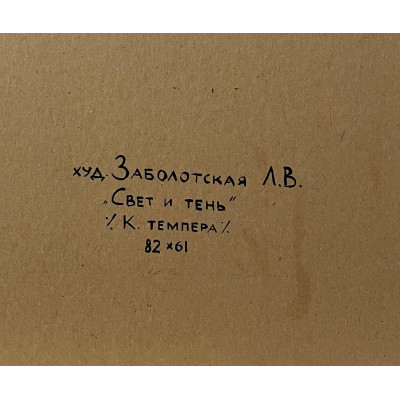 худ. Заболотская Л.В.
„Свет и тень"
٪ К. темпера ٪
82×61